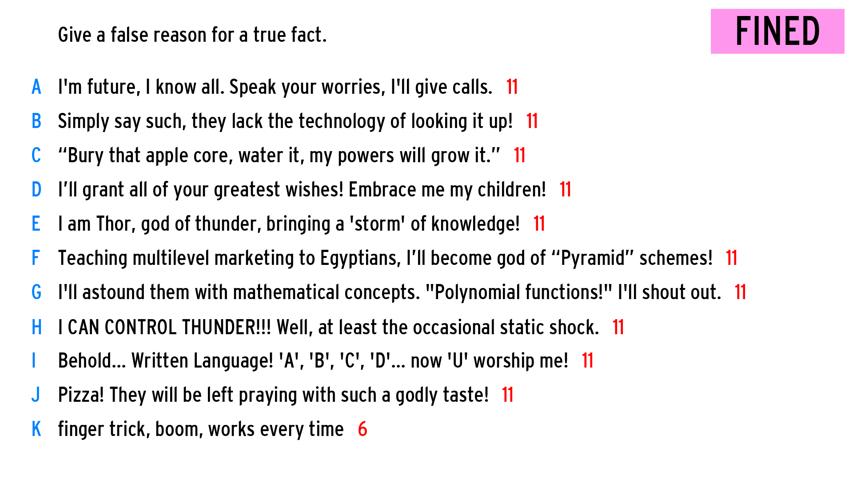 Give a false reason for a true fact.
FINED
A I'm future, I know all. Speak your worries, I'll give calls. 11
B Simply say such, they lack the technology of looking it up! 11
C “Bury that apple core, water it, my powers will grow it.” 11
D I’ll grant all of your greatest wishes! Embrace me my children! 11
E I am Thor, god of thunder, bringing a 'storm' of knowledge! 11
F Teaching multilevel marketing to Egyptians, I’ll become god of “Pyramid” schemes! 11
G I'll astound them with mathematical concepts. "Polynomial functions!" I'll shout out. 11
H I CAN CONTROL THUNDER!!! Well, at least the occasional static shock. 11
I Behold... Written Language! 'A', 'B', 'C', 'D'... now 'U' worship me! 11
J Pizza! They will be left praying with such a godly taste! 11
K finger trick, boom, works every time 6